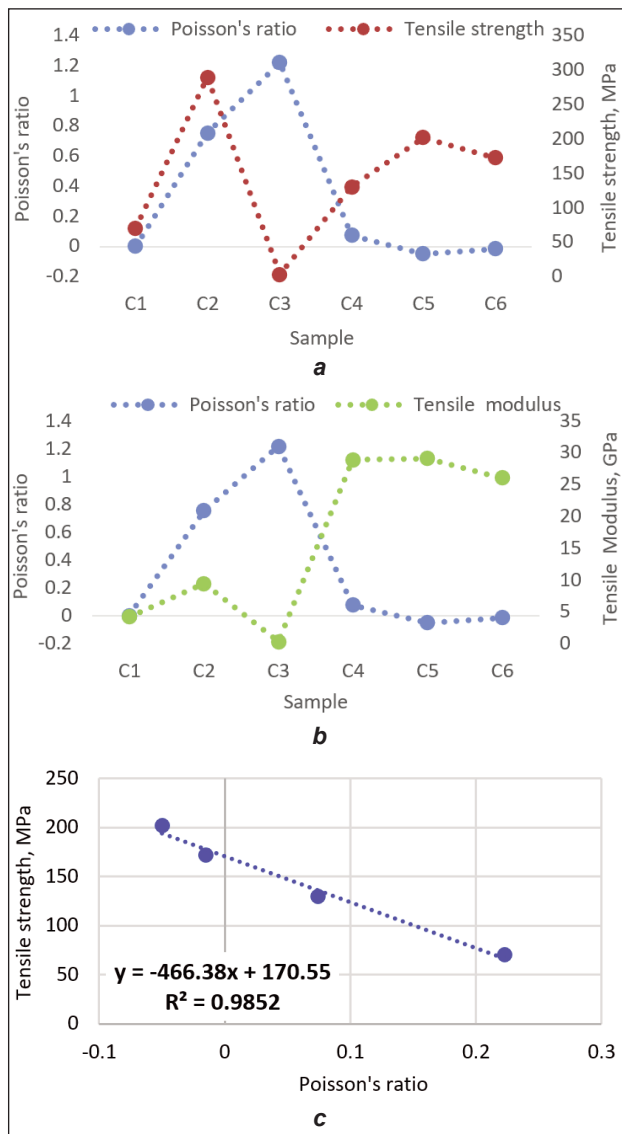 Poisson's ratio Tensile strength
1.4
1.2
1
0.8
0.6
0.4
0.2
0
-0.2
Poisson's ratio
350
300
250
200
150
100
50
0
Tensile strength, MPa
C1 C2 C3 C4 C5 C6
Sample
a
Poisson's ratio Tensile modulus
1.4
1.2
1
0.8
0.6
0.4
0.2
0
-0.2
Poisson's ratio
35
30
25
20
15
10
5
0
Tensile Modulus, GPa
C1 C2 C3 C4 C5 C6
Sample
b
250
200
150
100
50
0
Tensile strength, MPa
y = -466.38x + 170.55
R² = 0.9852
-0.1 0 0.1 0.2 0.3
Poisson's ratio
c